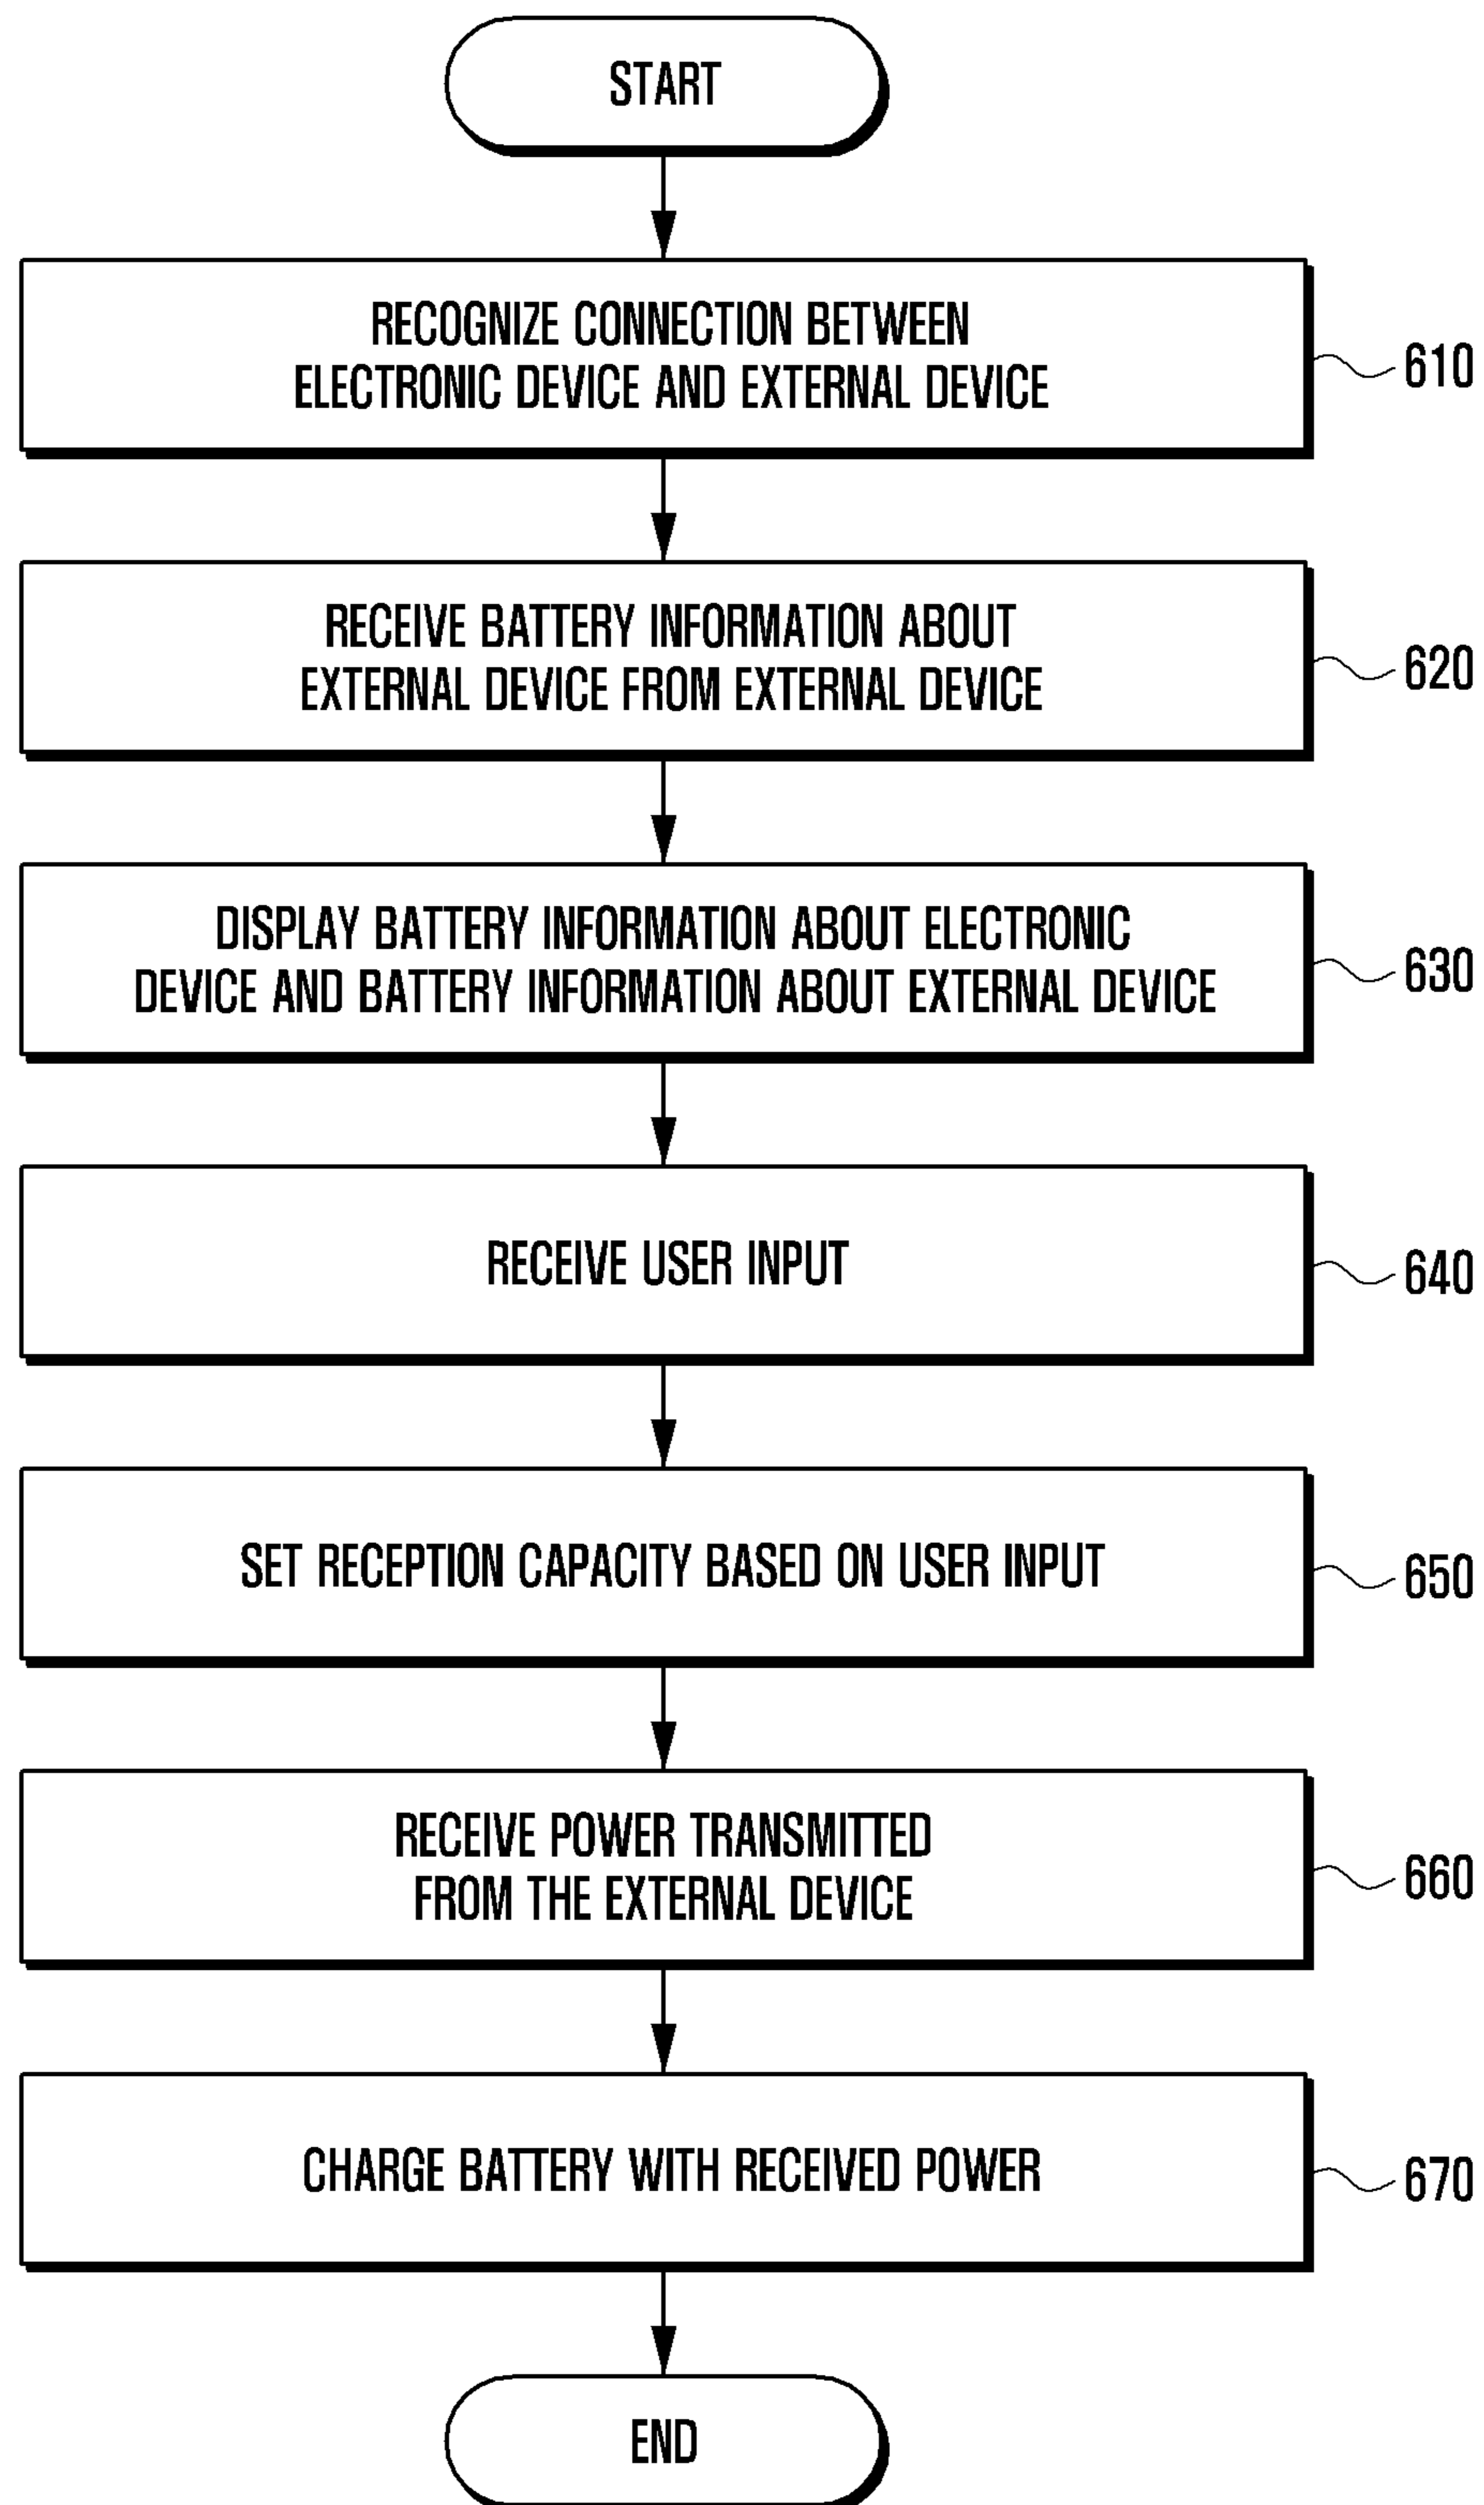 START
RECOGNIZE CONNECTION BETWEEN
ELECTRONIC DEVICE AND EXTERNAL DEVICE
610
RECEIVE BATTERY INFORMATION ABOUT
EXTERNAL DEVICE FROM EXTERNAL DEVICE
620
DISPLAY BATTERY INFORMATION ABOUT ELECTRONIC
DEVICE AND BATTERY INFORMATION ABOUT EXTERNAL DEVICE
630
RECEIVE USER INPUT
640
SET RECEPTION CAPACITY BASED ON USER INPUT
650
RECEIVE POWER TRANSMITTED
FROM THE EXTERNAL DEVICE
660
CHARGE BATTERY WITH RECEIVED POWER
670
END